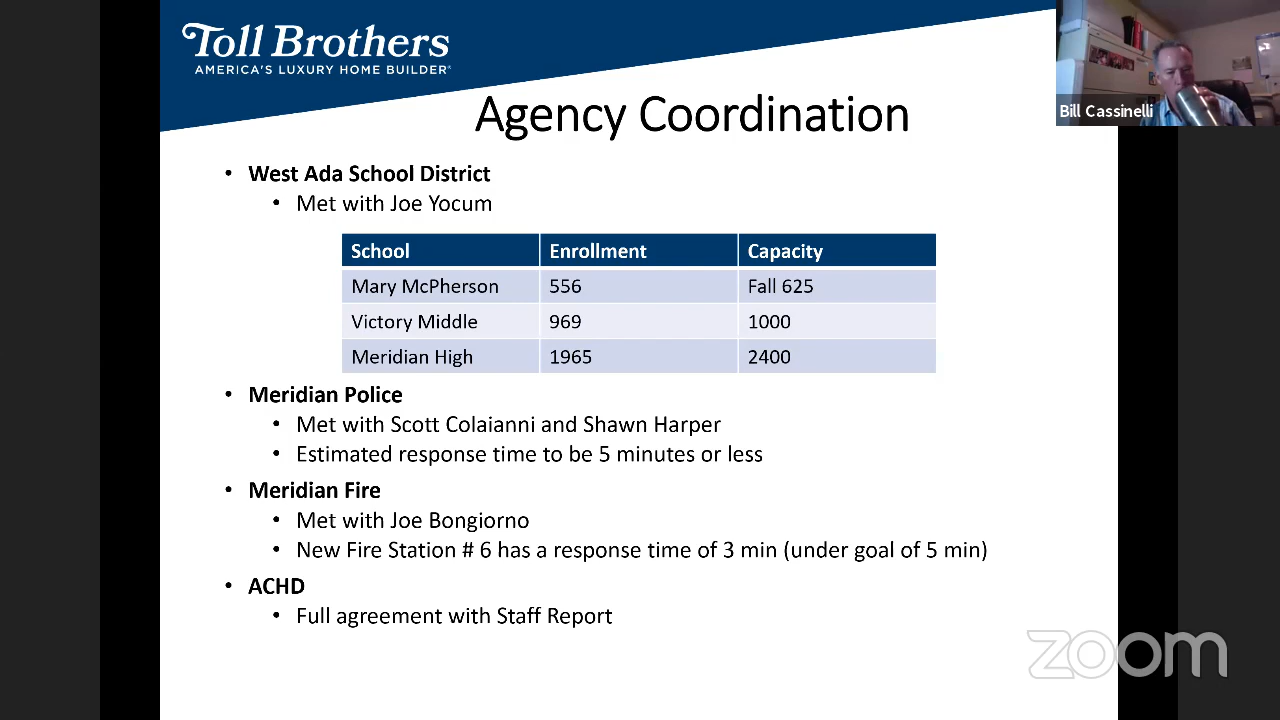 Toll Brothers
AMERICA'S LUXURY HOME BUILDER®
Agency Coordination
Bill Cassinelli
• West Ada School District
• Met with Joe Yocum
School Enrollment Capacity
Mary McPherson 556 Fall 625
Victory Middle 969 1000
Meridian High 1965 2400
• Meridian Police
• Met with Scott Colaianni and Shawn Harper
• Estimated response time to be 5 minutes or less
• Meridian Fire
• Met with Joe Bongiorno
• New Fire Station # 6 has a response time of 3 min (under goal of 5 min)
• ACHD
• Full agreement with Staff Report
zoom